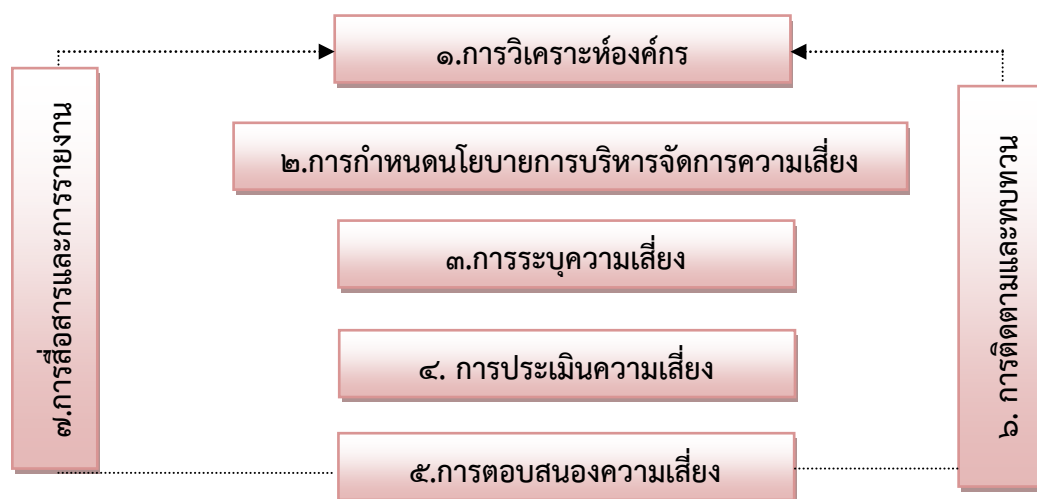 ๑.การวิเคราะห์องค์กร
๒.การกำหนดนโยบายการบริหารจัดการความเสี่ยง
๓.การระบุความเสี่ยง
๔. การประเมินความเสี่ยง
๕.การตอบสนองความเสี่ยง
๖. การติดตามและทบทวน
๗.การสื่อสารและการรายงาน